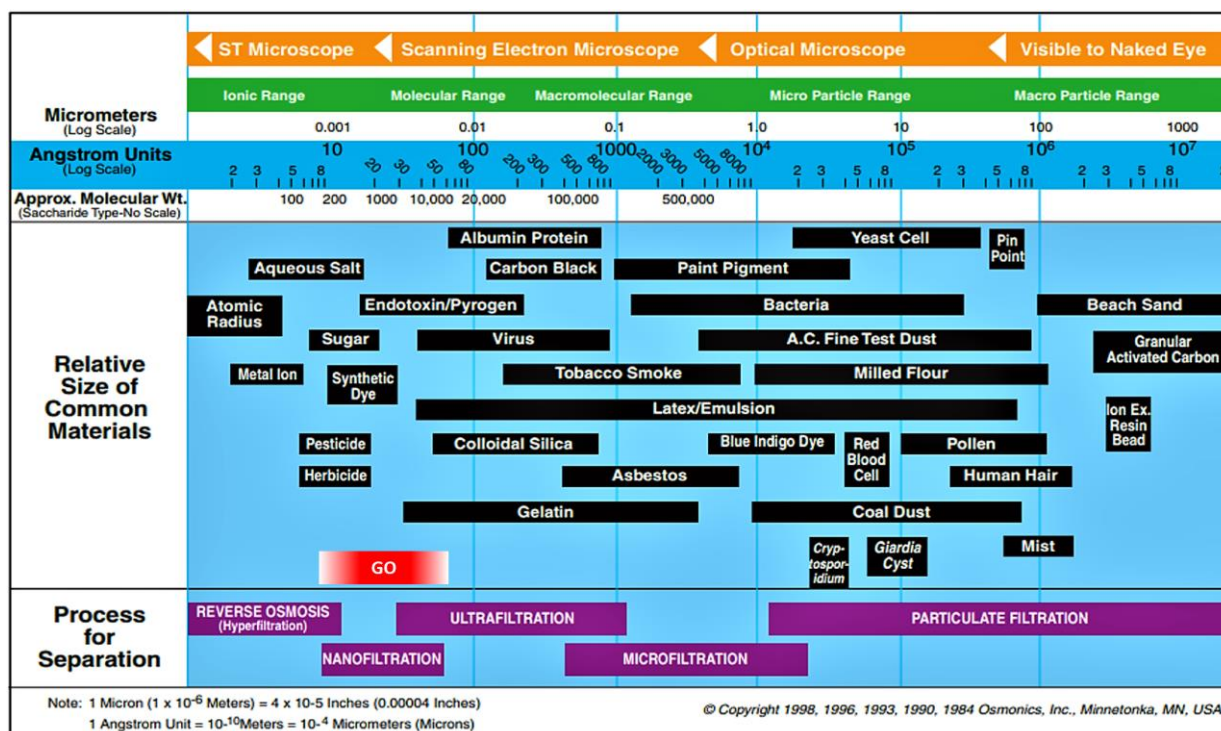 ST Microscope Scanning Electron Microscope Optical Microscope Visible to Naked Eye
Ionic Range Molecular Range Macromolecular Range Micro Particle Range Macro Particle Range
Micrometers
(Log Scale)
0.001 0.01 0.1 1.0 10 100 1000
Angstrom Units
(Log Scale)
10 100 1000 10⁴ 10⁵ 10⁶ 10⁷
2 3 5 8 20 30 50 80 200 300 500 800 2000 3000 5000 8000 2 3 5 8 2 3 5 8 2 3 5 8
Approx. Molecular Wt.
(Saccharide Type-No Scale)
100 200 1000 10,000 20,000 100,000 500,000
Relative
Size of
Common
Materials
Albumin Protein Yeast Cell Pin
Point
Aqueous Salt Carbon Black Paint Pigment
Atomic
Radius
Endotoxin/Pyrogen Bacteria Beach Sand
Sugar Virus A.C. Fine Test Dust Granular
Activated Carbon
Metal Ion Synthetic
Dye
Tobacco Smoke Milled Flour
Latex/Emulsion Ion Ex.
Resin
Bead
Pesticide Colloidal Silica Blue Indigo Dye Red
Blood
Cell
Pollen
Herbicide Asbestos Human Hair
Gelatin Coal Dust
GO Cryp-
tospor-
idium
Giardia
Cyst
Mist
Process
for
Separation
REVERSE OSMOSIS
(Hyperfiltration)
ULTRAFILTRATION PARTICULATE FILTRATION
NANOFILTRATION MICROFILTRATION
Note: 1 Micron (1 x 10⁻⁶ Meters) = 4 x 10-5 Inches (0.00004 Inches)
1 Angstrom Unit = 10⁻¹⁰Meters = 10-⁴ Micrometers (Microns)
© Copyright 1998, 1996, 1993, 1990, 1984 Osmonics, Inc., Minnetonka, MN, USA